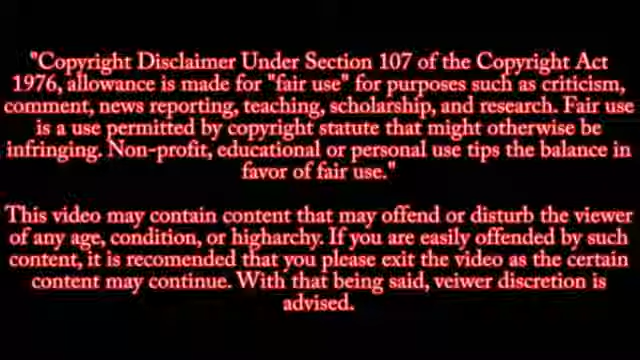 "Copyright Disclaimer Under Section 107 of the Copyright Act
1976, allowance is made for "fair use" for purposes such as criticism,
comment, news reporting, teaching, scholarship, and research. Fair use
is a use permitted by copyright statute that might otherwise be
infringing. Non-profit, educational or personal use tips the balance in
favor of fair use."
This video may contain content that may offend or disturb the viewer
of any age, condition, or higharchy. If you are easily offended by such
content, it is recomended that you please exit the video as the certain
content may continue. With that being said, veiwer discretion is
advised.